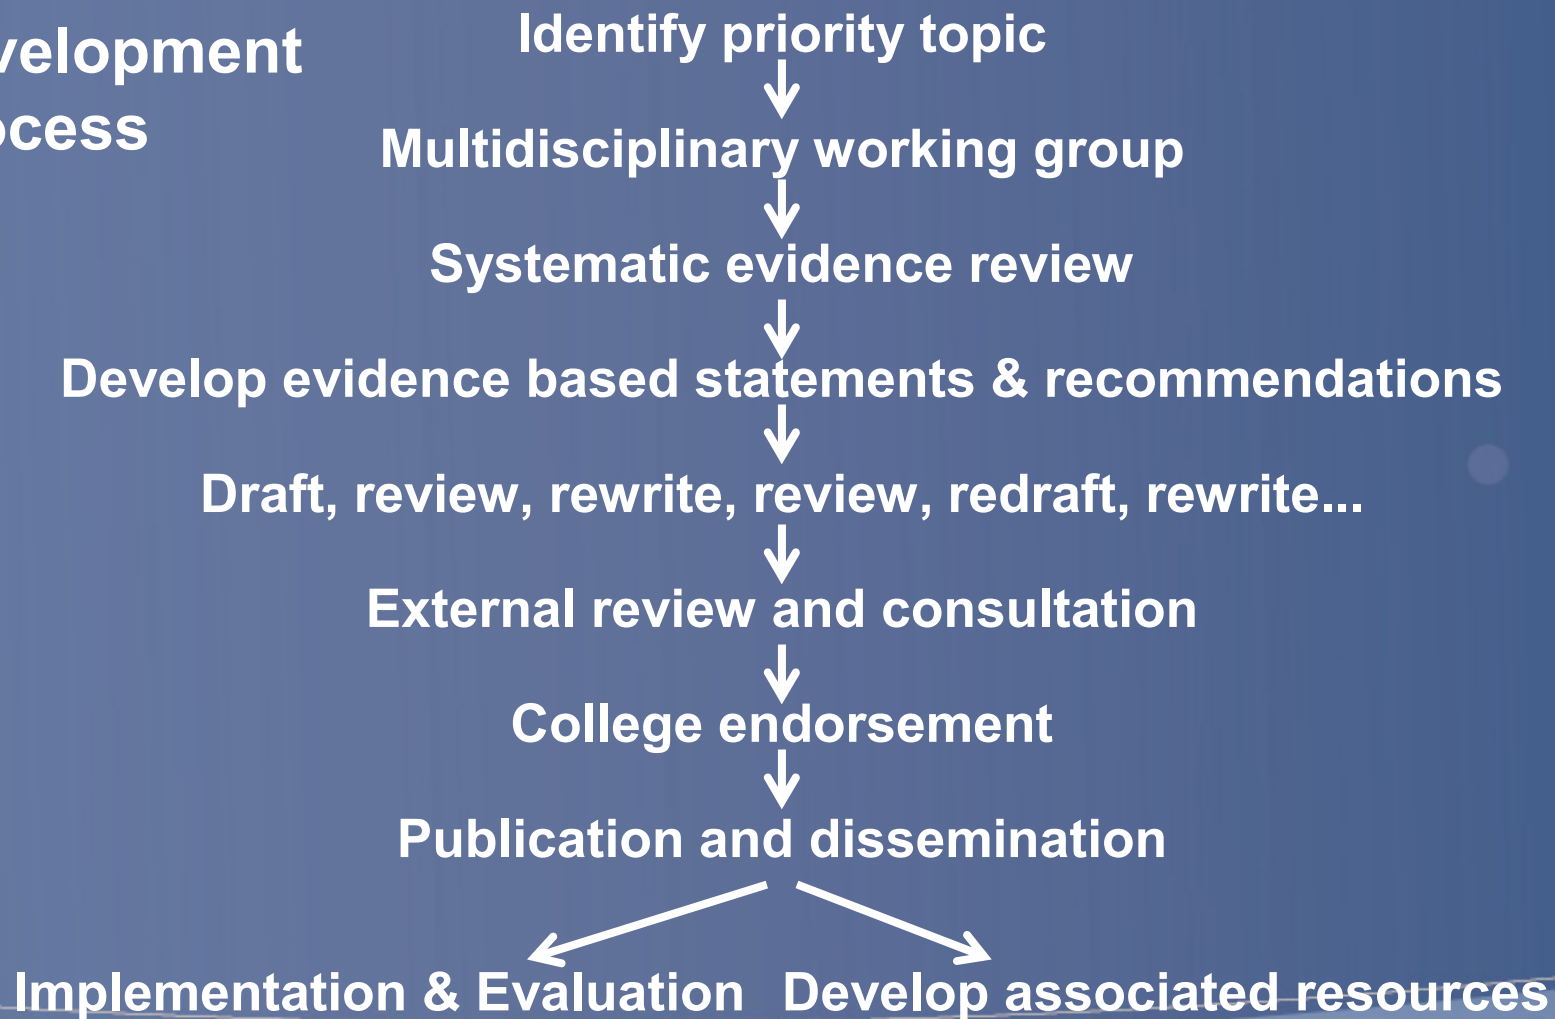 velopment
ocess
Identify priority topic
Multidisciplinary working group
Systematic evidence review
Develop evidence based statements & recommendations
Draft, review, rewrite, review, redraft, rewrite...
External review and consultation
College endorsement
Publication and dissemination
Implementation & Evaluation
Develop associated resources